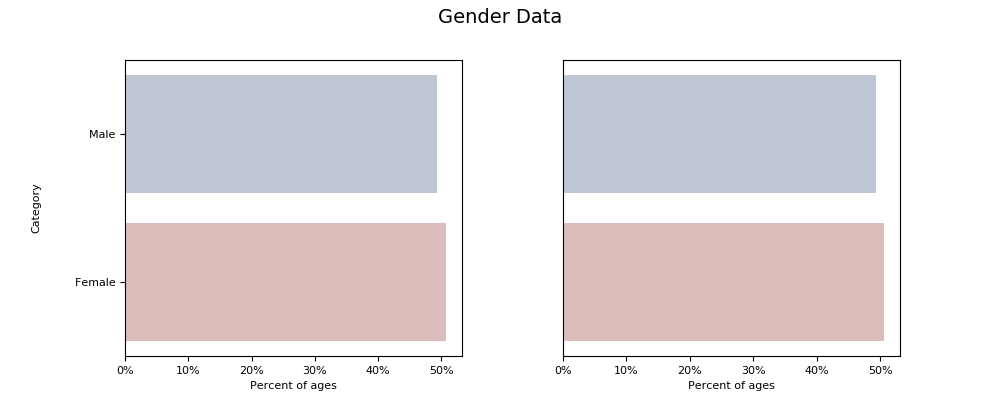 Gender Data
Category
Male
Female
0% 10% 20% 30% 40% 50%
Percent of ages
0% 10% 20% 30% 40% 50%
Percent of ages